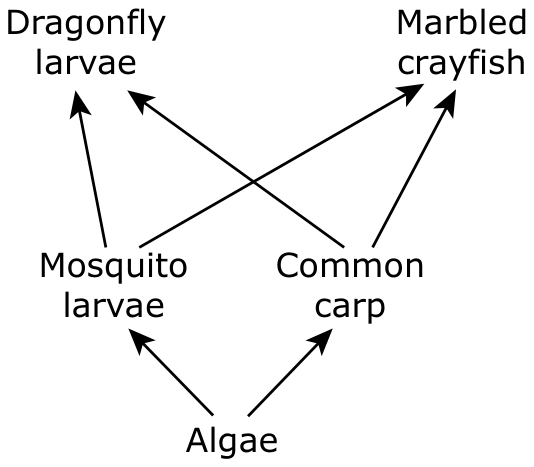 Dragonfly
larvae
Marbled
crayfish
Mosquito
larvae
Common
carp
Algae